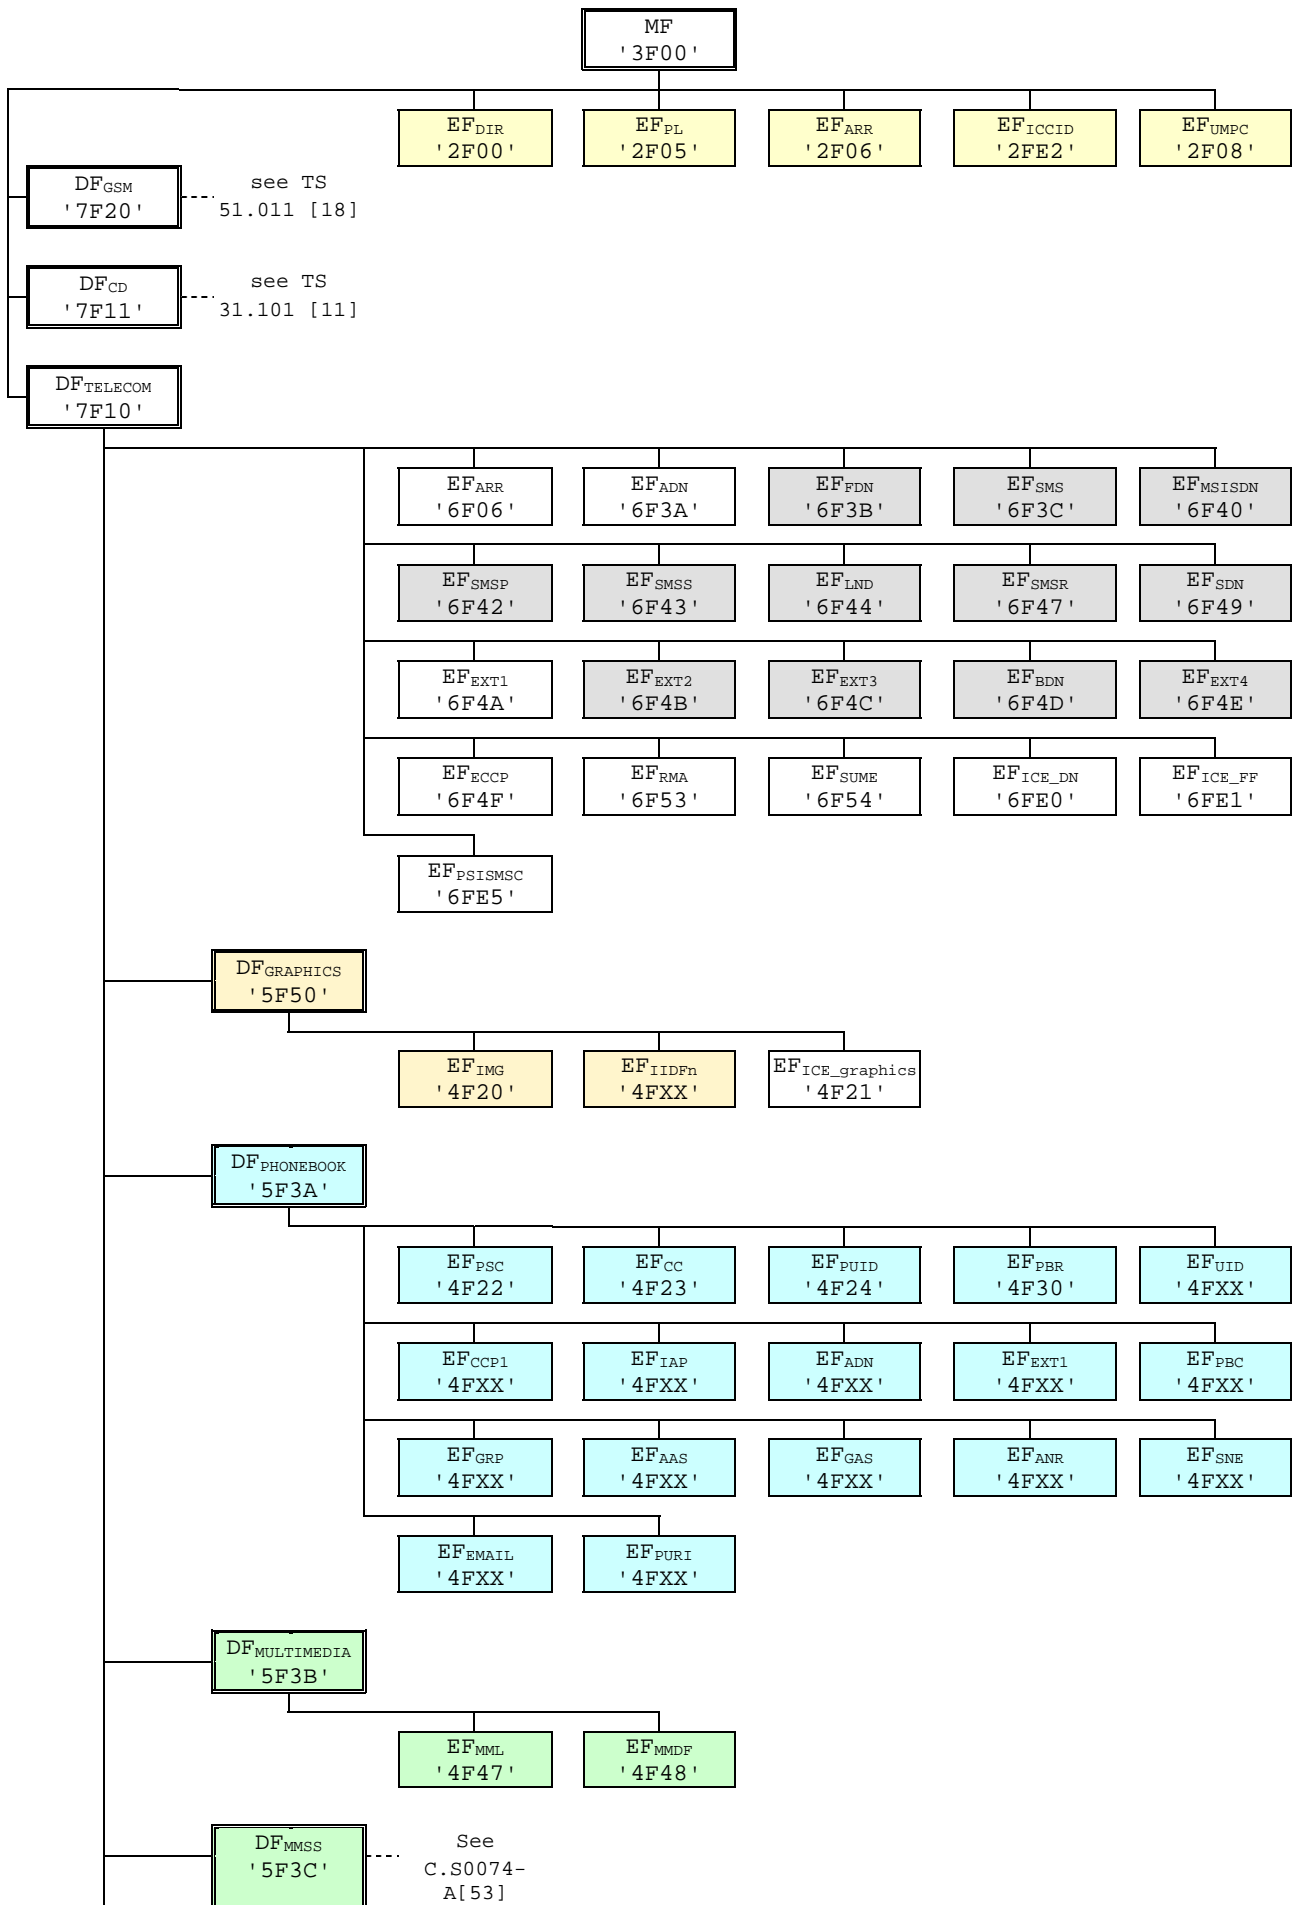 MF
'3F00'
EFDIR
'2F00'
EFPL
'2F05'
EFARR
'2F06'
EFICCID
'2FE2'
EFUMPC
'2F08'
DFGSM
'7F20'
see TS
51.011 [18]
DFCD
'7F11'
see TS
31.101 [11]
DFTELECOM
'7F10'
EFARR
'6F06'
EFADN
'6F3A'
EFFDN
'6F3B'
EFSMS
'6F3C'
EFMSISDN
'6F40'
EFSMSP
'6F42'
EFSMSS
'6F43'
EFLND
'6F44'
EFSMSR
'6F47'
EFSDN
'6F49'
EFEXT1
'6F4A'
EFEXT2
'6F4B'
EFEXT3
'6F4C'
EFBDN
'6F4D'
EFEXT4
'6F4E'
EFECCP
'6F4F'
EFRMA
'6F53'
EFSUME
'6F54'
EFICE_DN
'6FE0'
EFICE_FF
'6FE1'
EFPSISMSC
'6FE5'
DFGRAPHICS
'5F50'
EFIMG
'4F20'
EFIIDFn
'4FXX'
EFICE_graphics
'4F21'
DFPHONEBOOK
'5F3A'
EFPSC
'4F22'
EFCC
'4F23'
EFPUID
'4F24'
EFPBR
'4F30'
EFUID
'4FXX'
EFCCP1
'4FXX'
EFIAP
'4FXX'
EFADN
'4FXX'
EFEXT1
'4FXX'
EFPBC
'4FXX'
EFGRP
'4FXX'
EFAAS
'4FXX'
EFGAS
'4FXX'
EFANR
'4FXX'
EFSNE
'4FXX'
EFEMAIL
'4FXX'
EFPURI
'4FXX'
DFMULTIMEDIA
'5F3B'
EFMML
'4F47'
EFMMDF
'4F48'
DFMMSS
'5F3C'
See
C.S0074-
A[53]